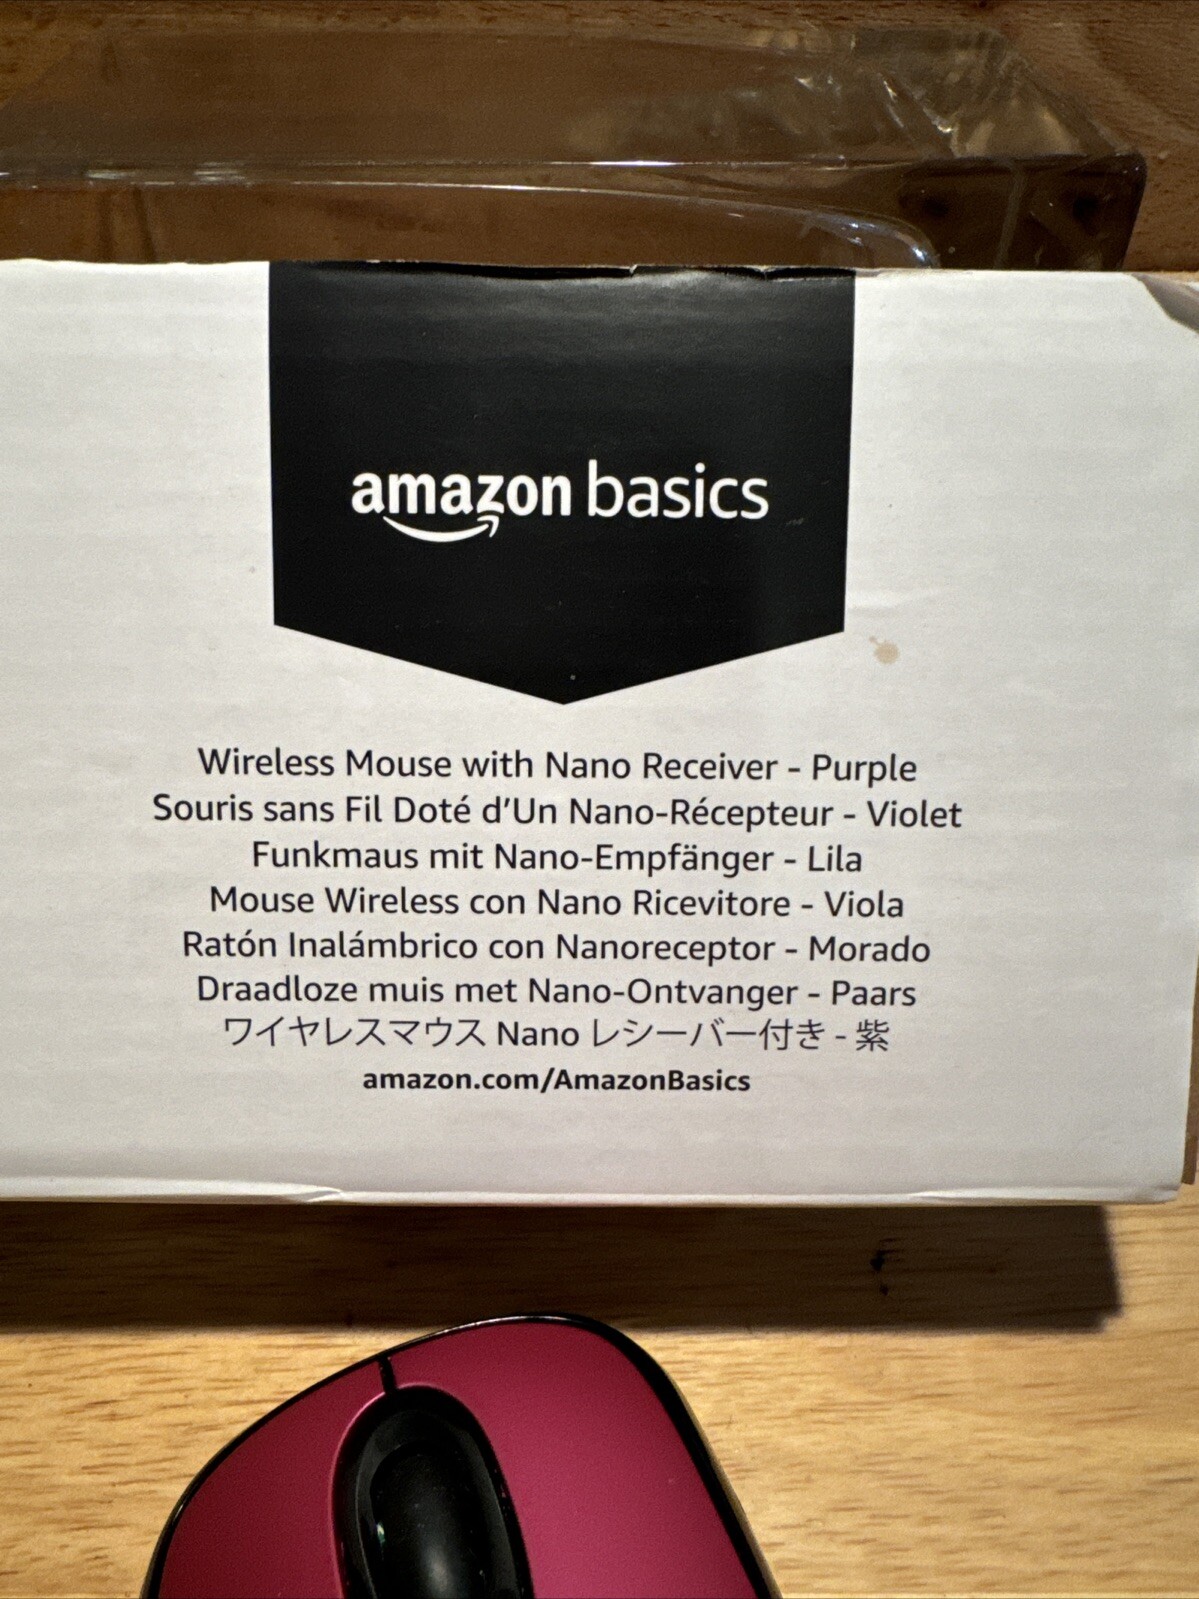 amazon basics
Wireless Mouse with Nano Receiver - Purple
Souris sans Fil Doté d'Un Nano-Récepteur - Violet
Funkmaus mit Nano-Empfänger - Lila
Mouse Wireless con Nano Ricevitore - Viola
Ratón Inalámbrico con Nanoreceptor - Morado
Draadloze muis met Nano-Ontvanger - Paars
ワイヤレスマウス Nano レシーバー付き - 紫
amazon.com/AmazonBasics